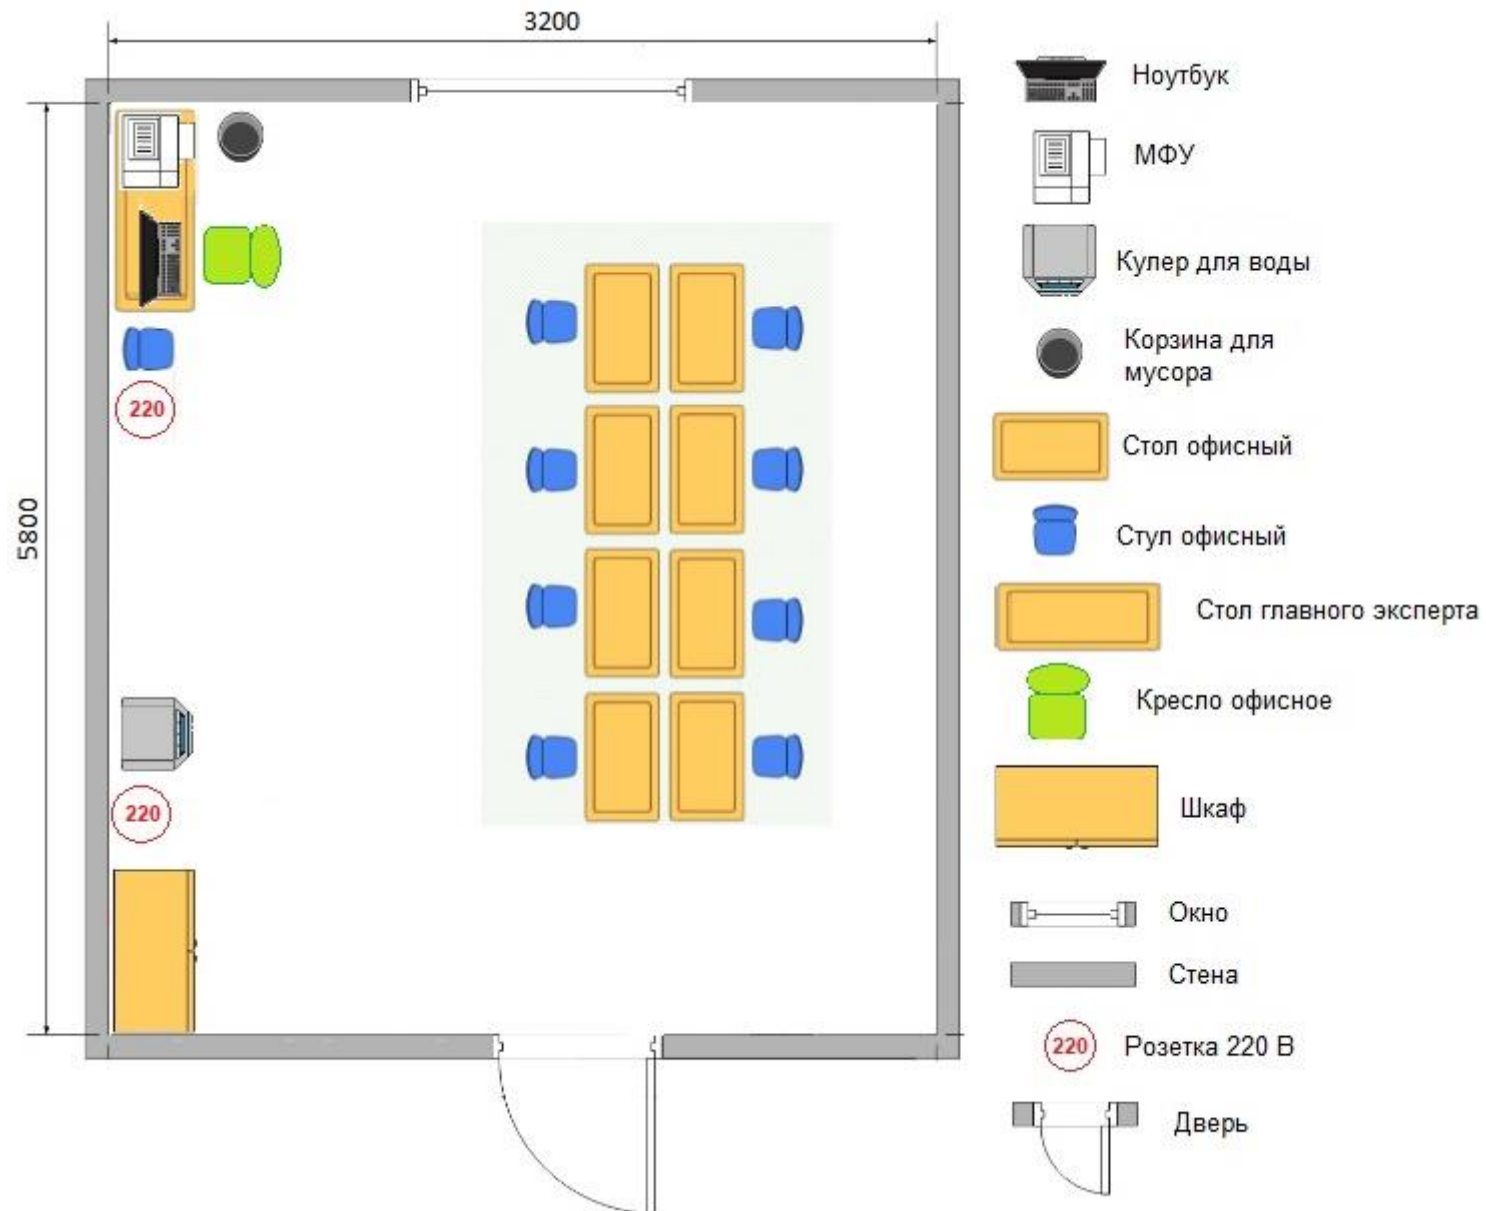 3200
5800
220
220
Ноутбук
МФУ
Кулер для воды
Корзина для
мусора
Стол офисный
Стул офисный
Стол главного эксперта
Кресло офисное
Шкаф
Окно
Стена
220
Розетка 220 В
Дверь